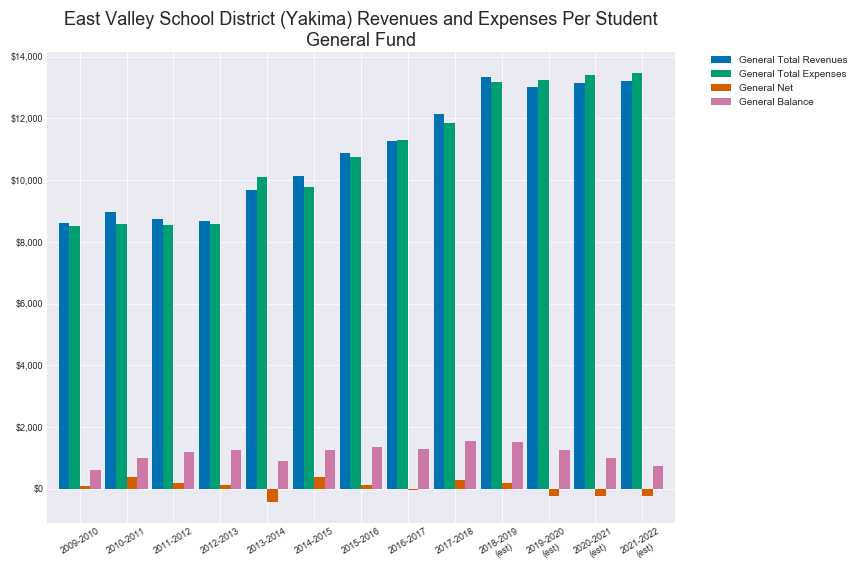 East Valley School District (Yakima) Revenues and Expenses Per Student
General Fund
$14,000
$12,000
$10,000
$8,000
$6,000
$4,000
$2,000
$0
General Total Revenues
General Total Expenses
General Net
General Balance
2009-2010
2010-2011
2011-2012
2012-2013
2013-2014
2014-2015
2015-2016
2016-2017
2017-2018
2018-2019
(est)
2019-2020
(est)
2020-2021
(est)
2021-2022
(est)